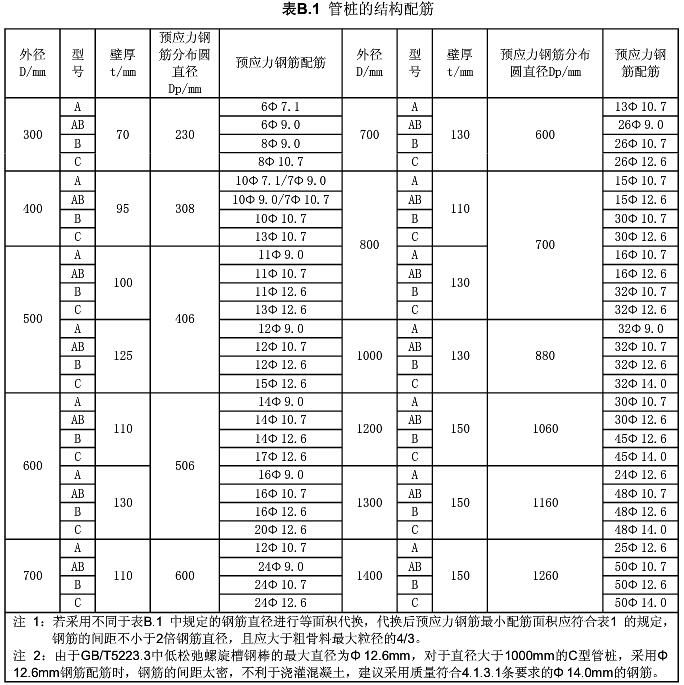 表B.1 管桩的结构配筋
外径 D/mm 型号 壁厚 t/mm 预应力钢筋分布圆直径 Dp/mm 预应力钢筋配筋 外径 D/mm 型号 壁厚 t/mm 预应力钢筋分布圆直径Dp/mm 预应力钢筋配筋
300 A 70 230 6Φ7.1 700 A 130 600 13Φ10.7
AB 6Φ9.0 AB 26Φ9.0
B 8Φ9.0 B 26Φ10.7
C 8Φ10.7 C 26Φ12.6
400 A 95 308 10Φ7.1/7Φ9.0 800 A 110 700 15Φ10.7
AB 10Φ9.0/7Φ10.7 AB 15Φ12.6
B 10Φ10.7 B 30Φ10.7
C 13Φ10.7 C 30Φ12.6
500 A 100 406 11Φ9.0 A 130 16Φ10.7
AB 11Φ10.7 AB 16Φ12.6
B 11Φ12.6 B 32Φ10.7
C 13Φ12.6 C 32Φ12.6
A 125 12Φ9.0 1000 A 130 880 32Φ9.0
AB 12Φ10.7 AB 32Φ10.7
B 12Φ12.6 B 32Φ12.6
C 15Φ12.6 C 32Φ14.0
600 A 110 506 14Φ9.0 1200 A 150 1060 30Φ10.7
AB 14Φ10.7 AB 30Φ12.6
B 14Φ12.6 B 45Φ12.6
C 17Φ12.6 C 45Φ14.0
A 130 16Φ9.0 1300 A 150 1160 24Φ12.6
AB 16Φ10.7 AB 48Φ10.7
B 16Φ12.6 B 48Φ12.6
C 20Φ12.6 C 48Φ14.0
700 A 110 600 12Φ10.7 1400 A 150 1260 25Φ12.6
AB 24Φ9.0 AB 50Φ10.7
B 24Φ10.7 B 50Φ12.6
C 24Φ12.6 C 50Φ14.0
注 1:若采用不同于表B.1 中规定的钢筋直径进行等面积代换,代换后预应力钢筋最小配筋面积应符合表1 的规定,
钢筋的间距不小于2倍钢筋直径,且应大于粗骨料最大粒径的4/3。
注 2:由于GB/T5223.3中低松弛螺旋槽钢棒的最大直径为Φ12.6mm,对于直径大于1000mm的C型管桩,采用Φ
12.6mm钢筋配筋时,钢筋的间距太密,不利于浇灌混凝土,建议采用质量符合4.1.3.1条要求的Φ14.0mm的钢筋。